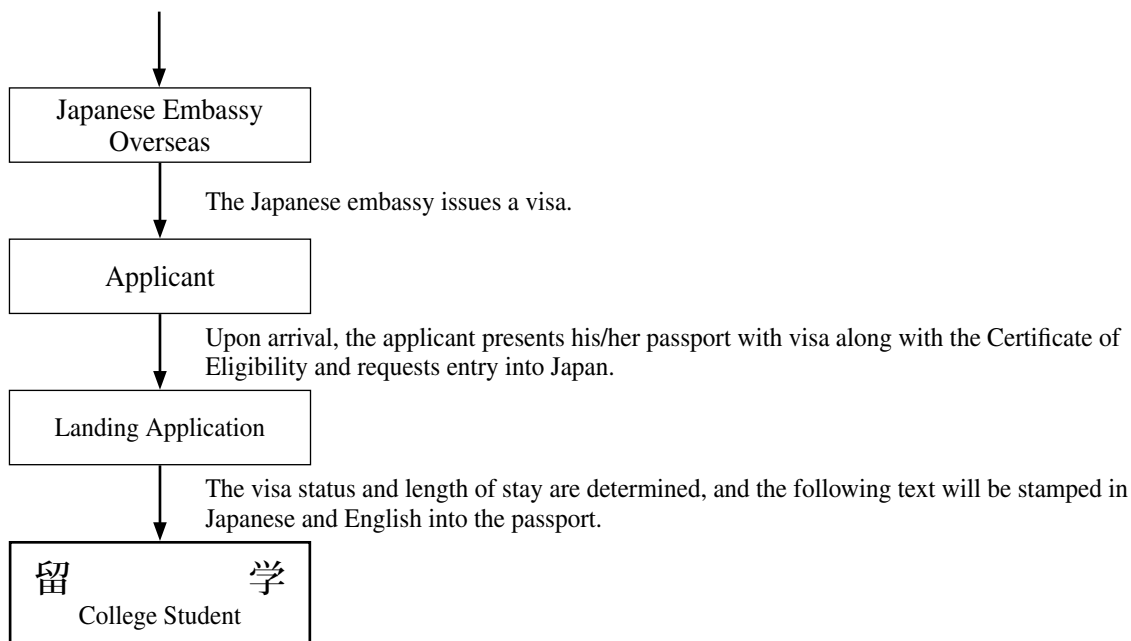 Japanese Embassy
Overseas
The Japanese embassy issues a visa.
Applicant
Upon arrival, the applicant presents his/her passport with visa along with the Certificate of
Eligibility and requests entry into Japan.
Landing Application
The visa status and length of stay are determined, and the following text will be stamped in
Japanese and English into the passport.
留 学
College Student